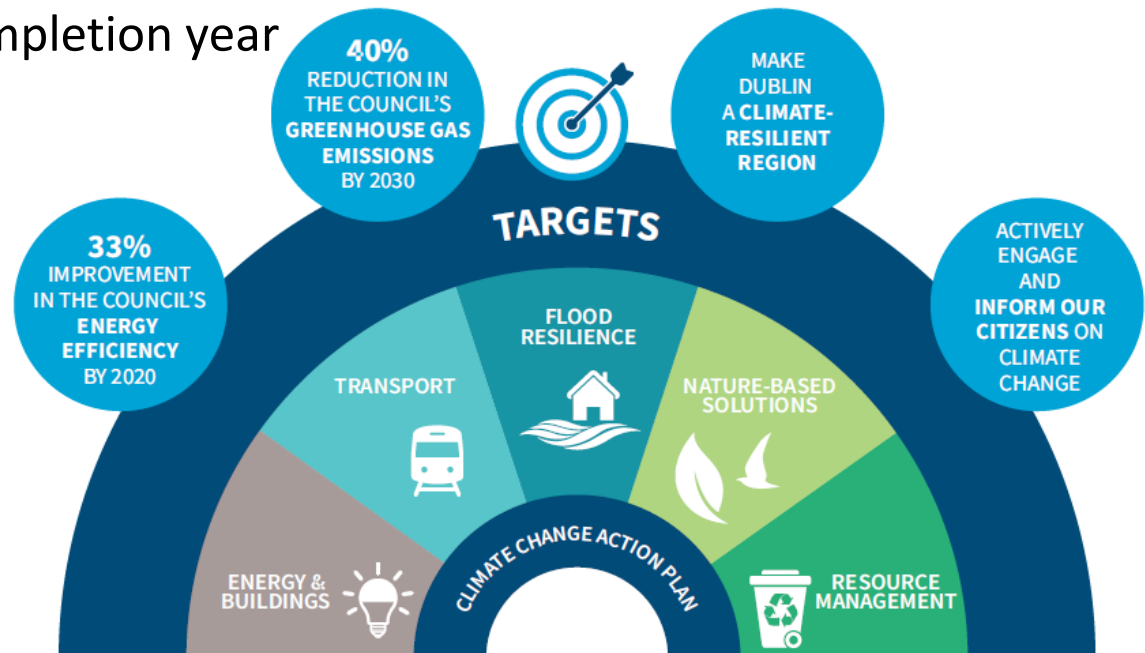 mpletion year
40%
REDUCTION IN
THE COUNCIL'S
GREENHOUSE GAS
EMISSIONS
BY 2030
MAKE
DUBLIN
A CLIMATE-
RESILIENT
REGION
33%
IMPROVEMENT
IN THE COUNCIL'S
ENERGY
EFFICIENCY
BY 2020
ACTIVELY
ENGAGE
AND
INFORM OUR
CITIZENS ON
CLIMATE
CHANGE
TARGETS
ENERGY &
BUILDINGS
TRANSPORT
FLOOD
RESILIENCE
NATURE-BASED
SOLUTIONS
RESOURCE
MANAGEMENT
CLIMATE CHANGE ACTION PLAN